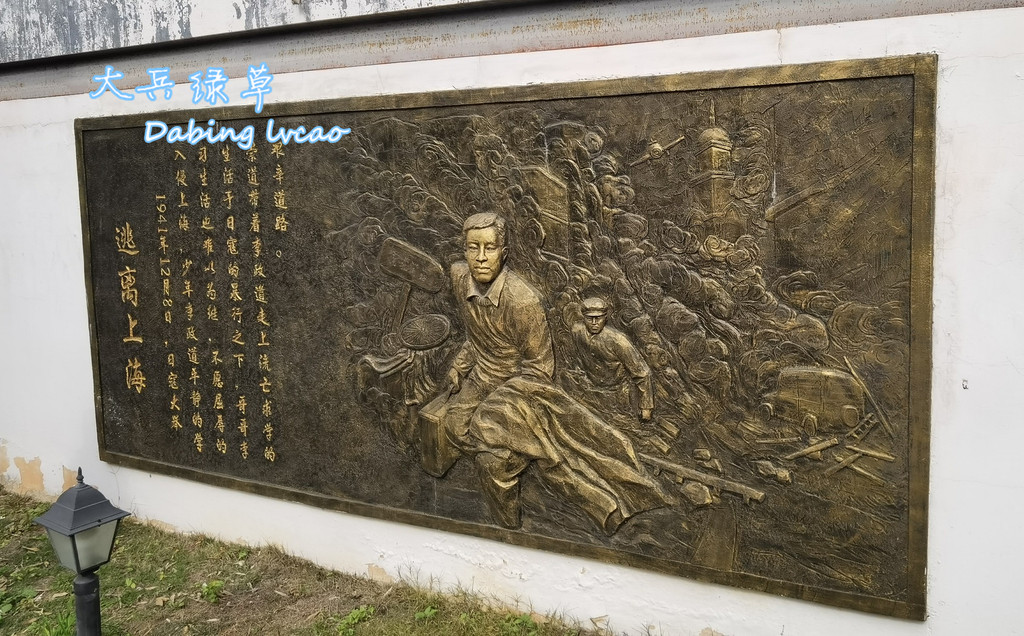 大兵绿草
Dabing lvcao
逃离上海
1941年12月8日，日寇大举
入侵上海，少年李政道平静的学
习生活也难以为继，不愿屈辱的
生活于日寇的暴行之下，哥哥李
崇道带着李政道走上流亡求学的
艰辛道路。